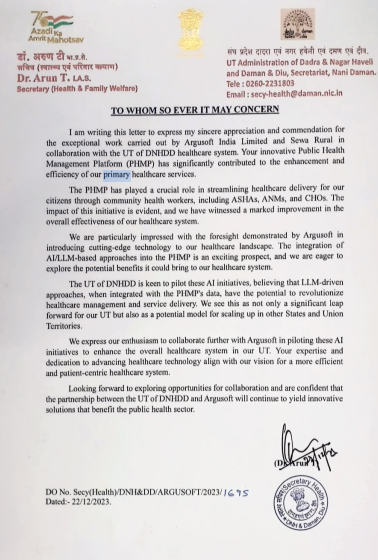 Azadi Ka
Amrit Mahotsav
डॉ. अरुण टी भा.प्र.से.
सचिव (स्वास्थ्य एवं परिवार कल्याण)
Dr. Arun T. I.A.S.
Secretary (Health & Family Welfare)
संघ प्रदेश दादरा एवं नगर हवेली एवं दमण एवं दीव.
UT Administration of Dadra & Nagar Haveli
and Daman & Diu, Secretariat, Nani Daman.
Tele : 0260-2231803
Email : secy-health@daman.nic.in
TO WHOM SO EVER IT MAY CONCERN
I am writing this letter to express my sincere appreciation and commendation for
the exceptional work carried out by Argusoft India Limited and Sewa Rural in
collaboration with the UT of DNHDD healthcare system. Your innovative Public Health
Management Platform (PHMP) has significantly contributed to the enhancement and
efficiency of our primary healthcare services.
The PHMP has played a crucial role in streamlining healthcare delivery for our
citizens through community health workers, including ASHAs, ANMs, and CHOs. The
impact of this initiative is evident, and we have witnessed a marked improvement in the
overall effectiveness of our healthcare system.
We are particularly impressed with the foresight demonstrated by Argusoft in
introducing cutting-edge technology to our healthcare landscape. The integration of
AI/LLM-based approaches into the PHMP is an exciting prospect, and we are eager to
explore the potential benefits it could bring to our healthcare system.
The UT of DNHDD is keen to pilot these AI initiatives, believing that LLM-driven
approaches, when integrated with the PHMP's data, have the potential to revolutionize
healthcare management and service delivery. We see this as not only a significant leap
forward for our UT but also as a potential model for scaling up in other States and Union
Territories.
We express our enthusiasm to collaborate further with Argusoft in piloting these AI
initiatives to enhance the overall healthcare system in our UT. Your expertise and
dedication to advancing healthcare technology align with our vision for a more efficient
and patient-centric healthcare system.
Looking forward to exploring opportunities for collaboration and are confident that
the partnership between the UT of DNHDD and Argusoft will continue to yield innovative
solutions that benefit the public health sector.
(Dr. Arun
DO No. Secy(Health)/DNH&DD/ARGUSOFT/2023/1695
Dated:- 22/12/2023.
Secretary Health
DNH & Daman, Diu